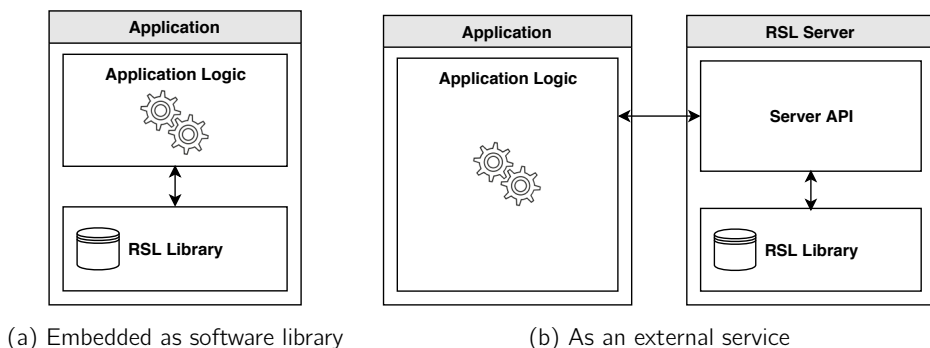 Application
Application Logic
RSL Library
(a) Embedded as software library
Application
Application Logic
RSL Server
Server API
RSL Library
(b) As an external service